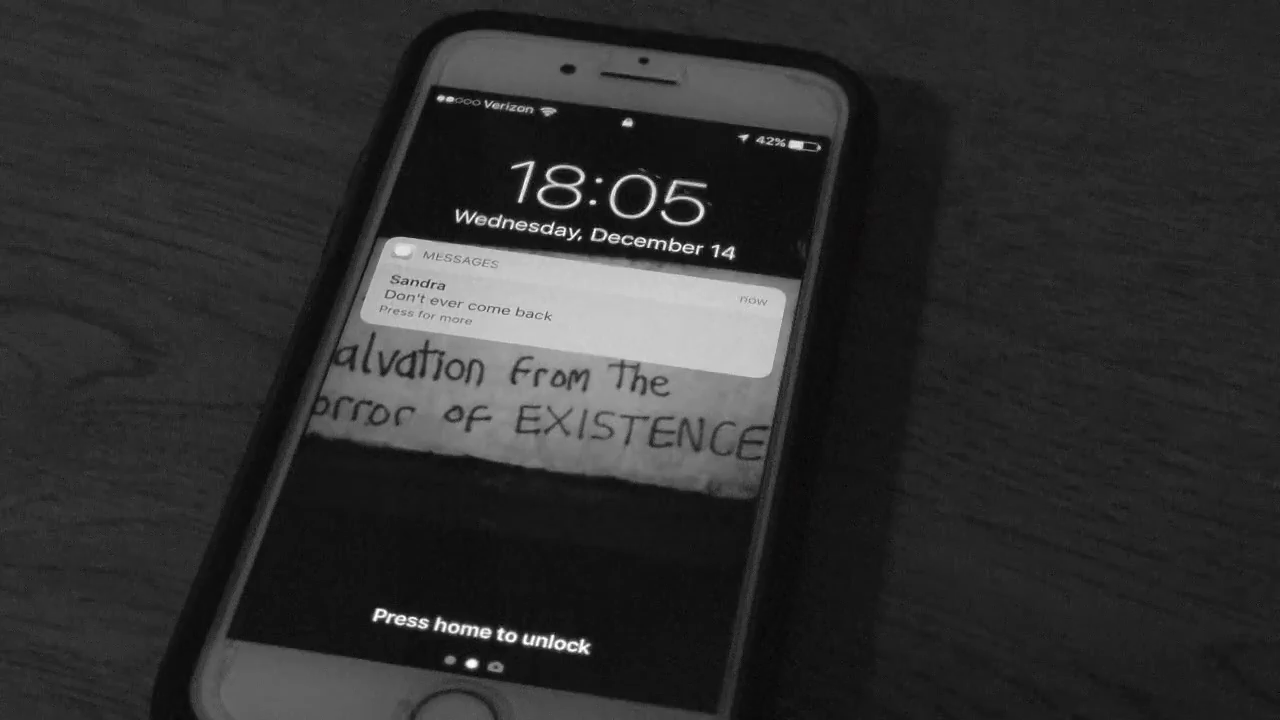 Verizon 42%
18:05
Wednesday, December 14
MESSAGES now
Sandra
Don't ever come back
Press for more
alvation from The
orror of EXISTENCE
Press home to unlock